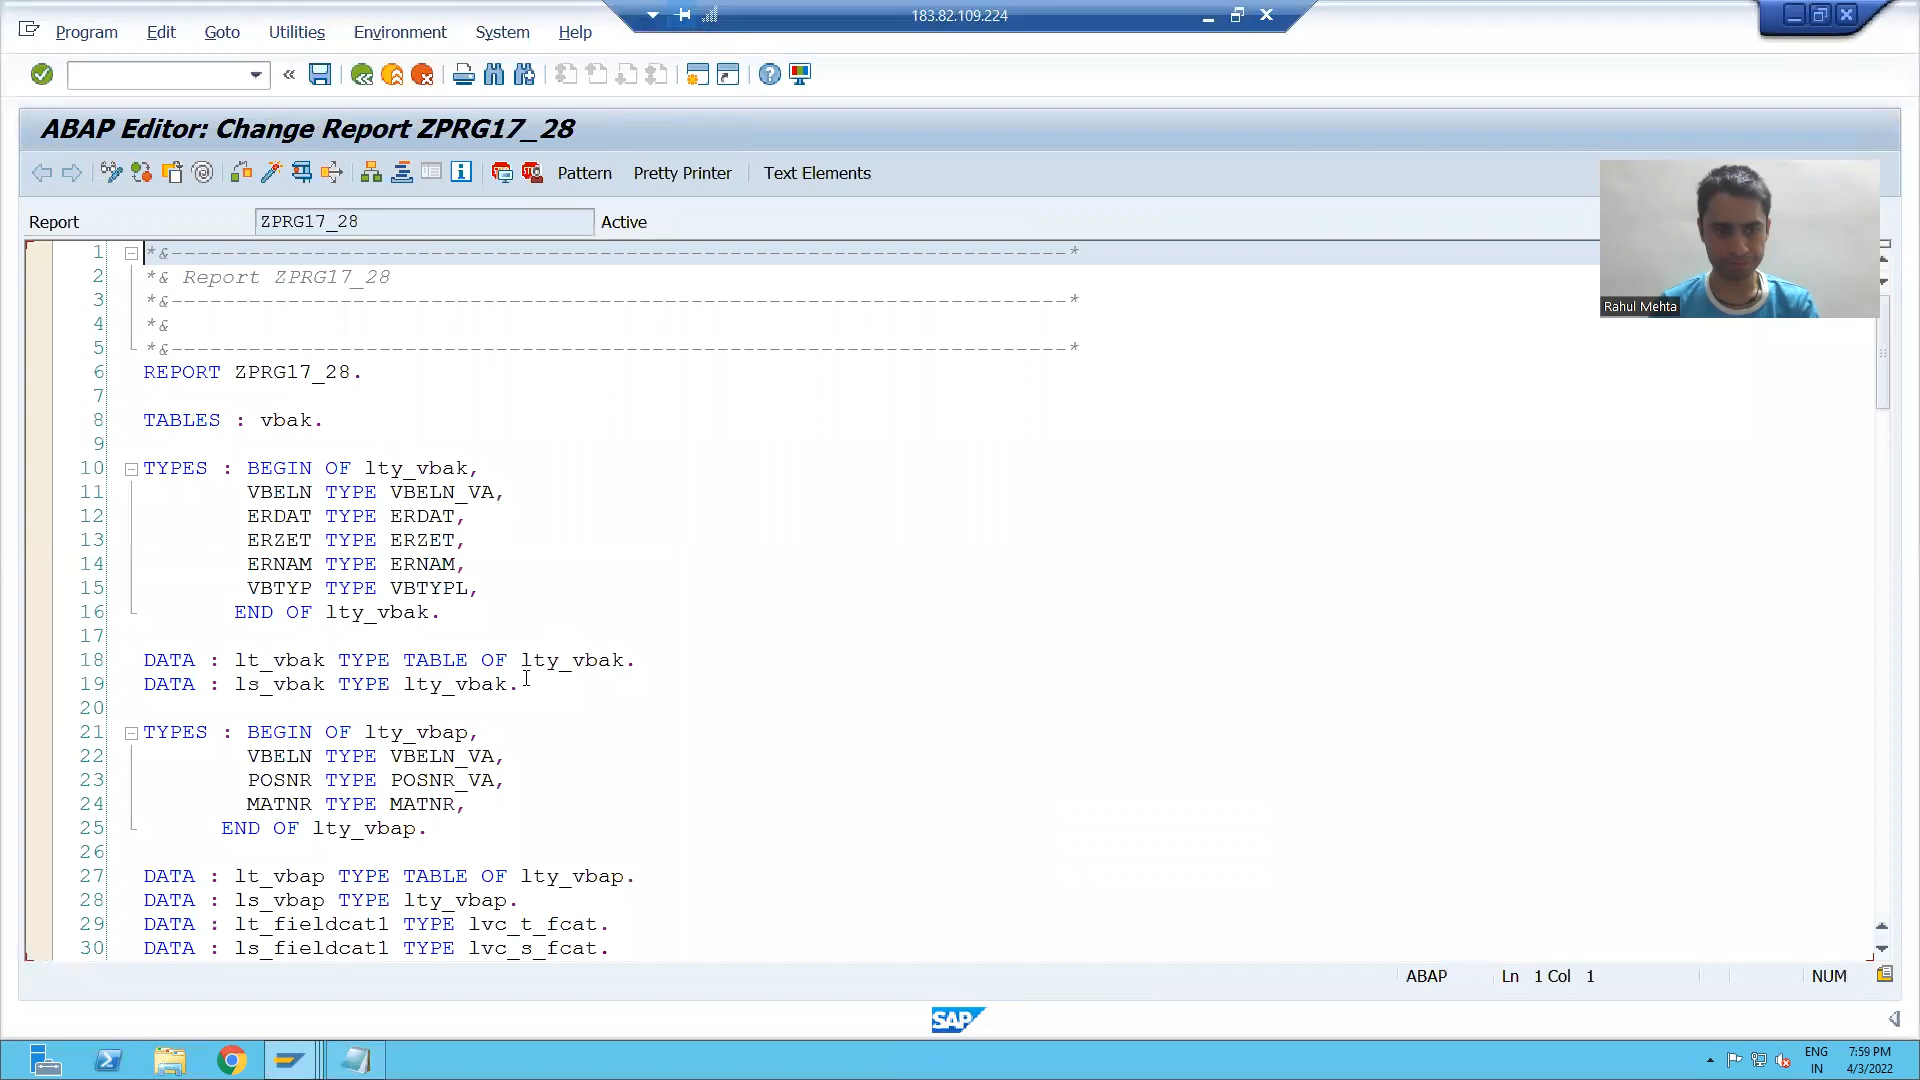 183.82.109.224
Program Edit Goto Utilities Environment System Help
ABAP Editor: Change Report ZPRG17_28
Pattern Pretty Printer Text Elements
Report ZPRG17_28 Active
Rahul Mehta
1 *&---------------------------------------------------------------------*
2 *& Report ZPRG17_28
3 *&---------------------------------------------------------------------*
4 *&
5 *&---------------------------------------------------------------------*
6 REPORT ZPRG17_28.
7
8 TABLES : vbak.
9
10 TYPES : BEGIN OF lty_vbak,
11 VBELN TYPE VBELN_VA,
12 ERDAT TYPE ERDAT,
13 ERZET TYPE ERZET,
14 ERNAM TYPE ERNAM,
15 VBTYP TYPE VBTYPL,
16 END OF lty_vbak.
17
18 DATA : lt_vbak TYPE TABLE OF lty_vbak.
19 DATA : ls_vbak TYPE lty_vbak.
20
21 TYPES : BEGIN OF lty_vbap,
22 VBELN TYPE VBELN_VA,
23 POSNR TYPE POSNR_VA,
24 MATNR TYPE MATNR,
25 END OF lty_vbap.
26
27 DATA : lt_vbap TYPE TABLE OF lty_vbap.
28 DATA : ls_vbap TYPE lty_vbap.
29 DATA : lt_fieldcat1 TYPE lvc_t_fcat.
30 DATA : ls_fieldcat1 TYPE lvc_s_fcat.
ABAP Ln 1 Col 1 NUM
SAP
ENG 7:59 PM
IN 4/3/2022